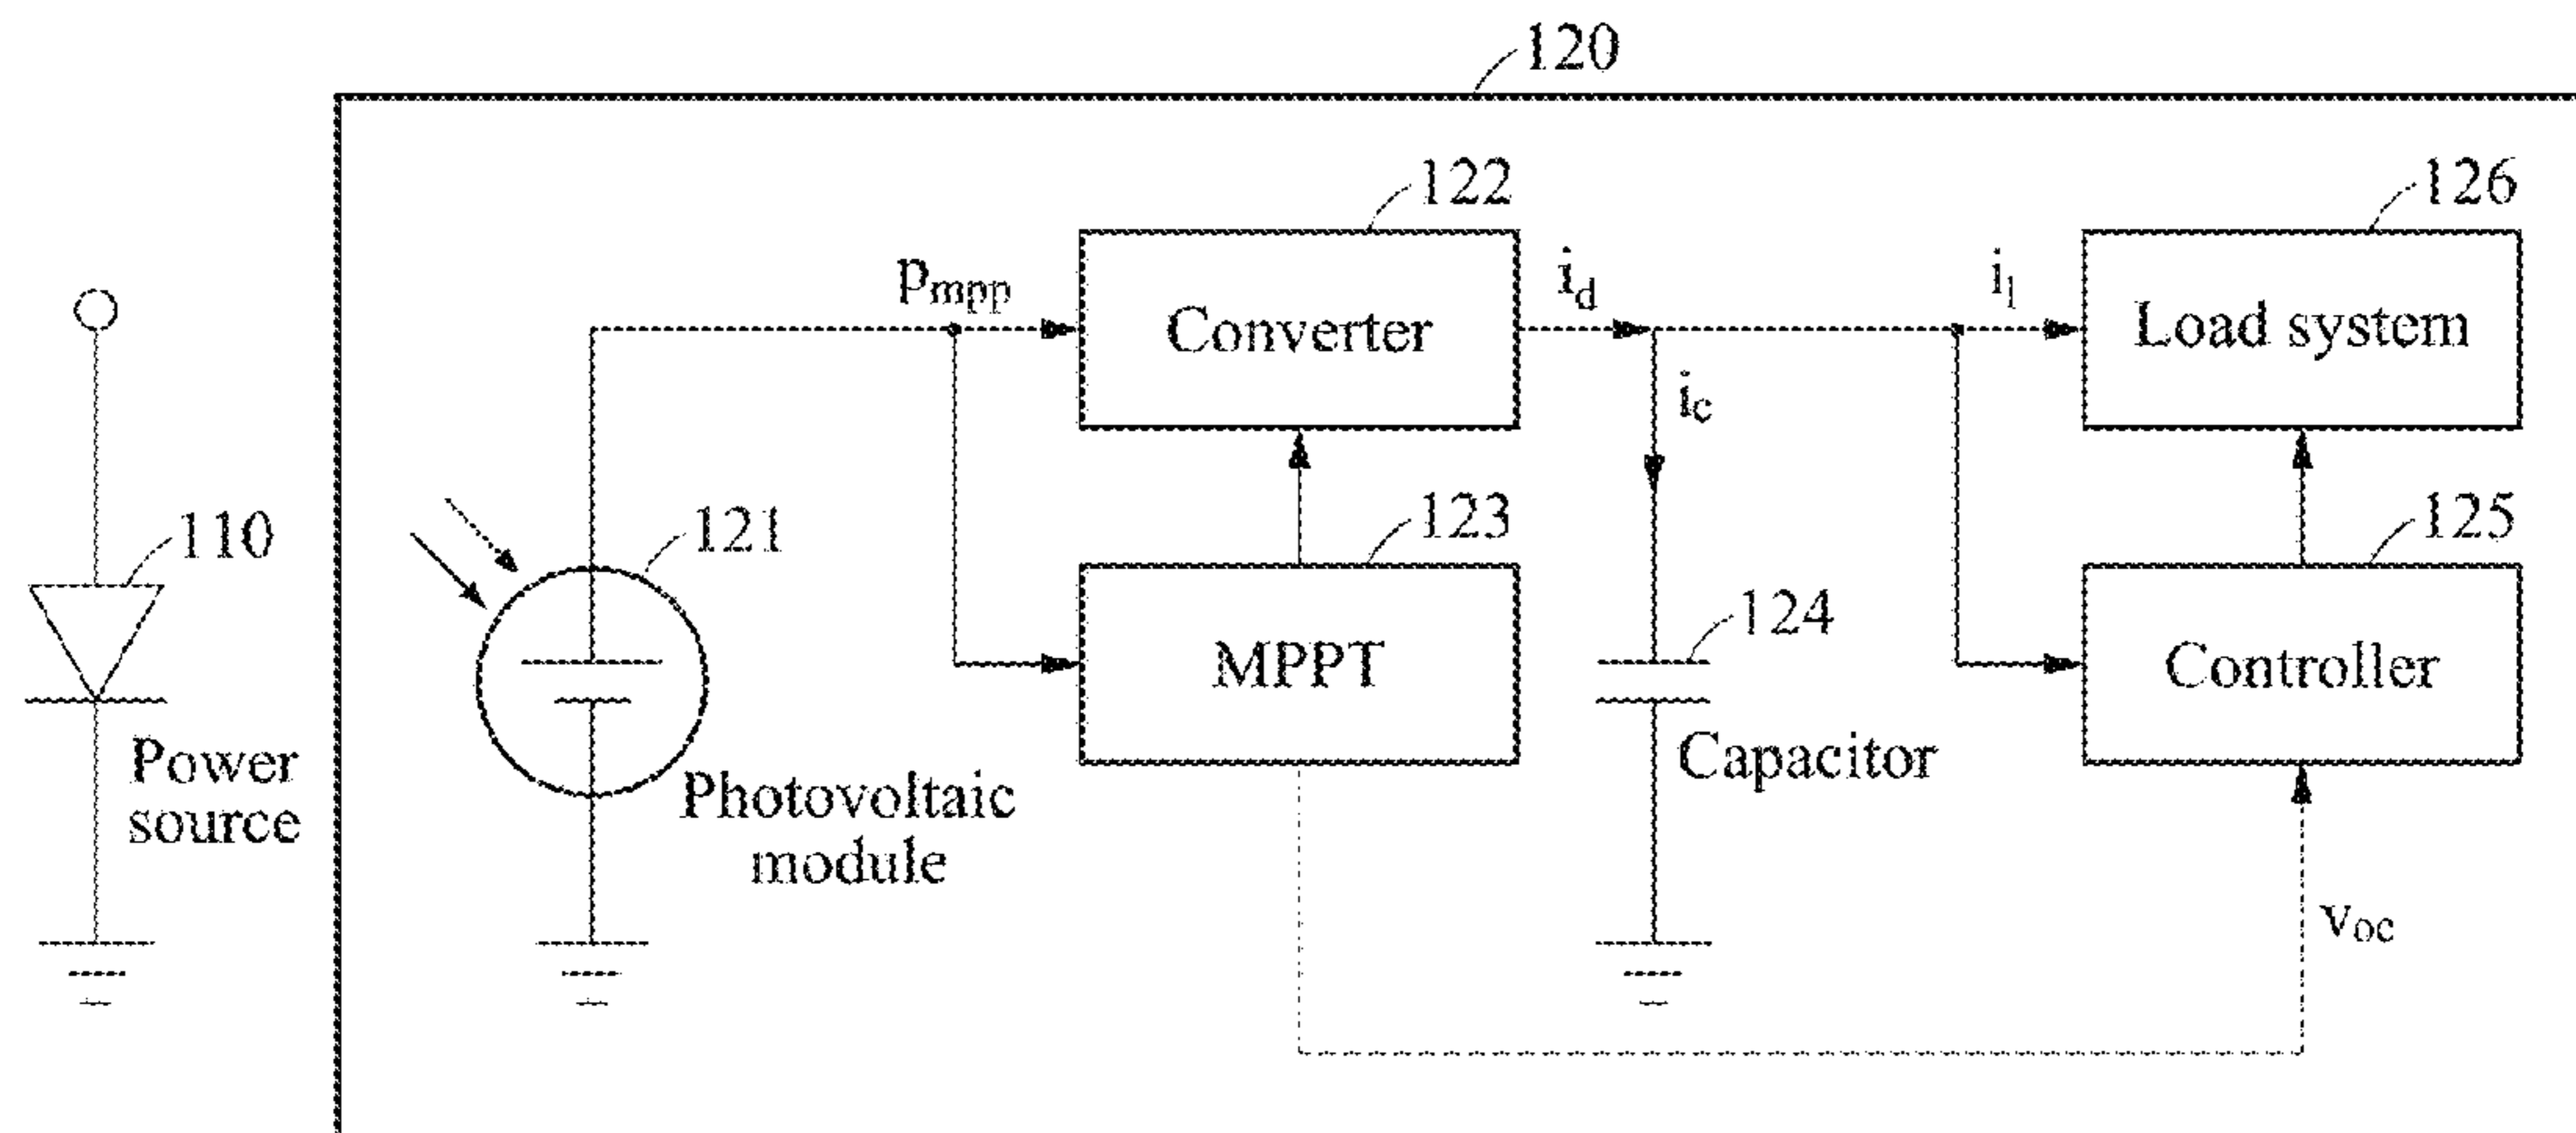 120
122
126
p_mpp
i_d
i_l
Converter
Load system
i_c
110
121
123
125
124
MPPT
Controller
Power
source
Photovoltaic
module
Capacitor
v_oc